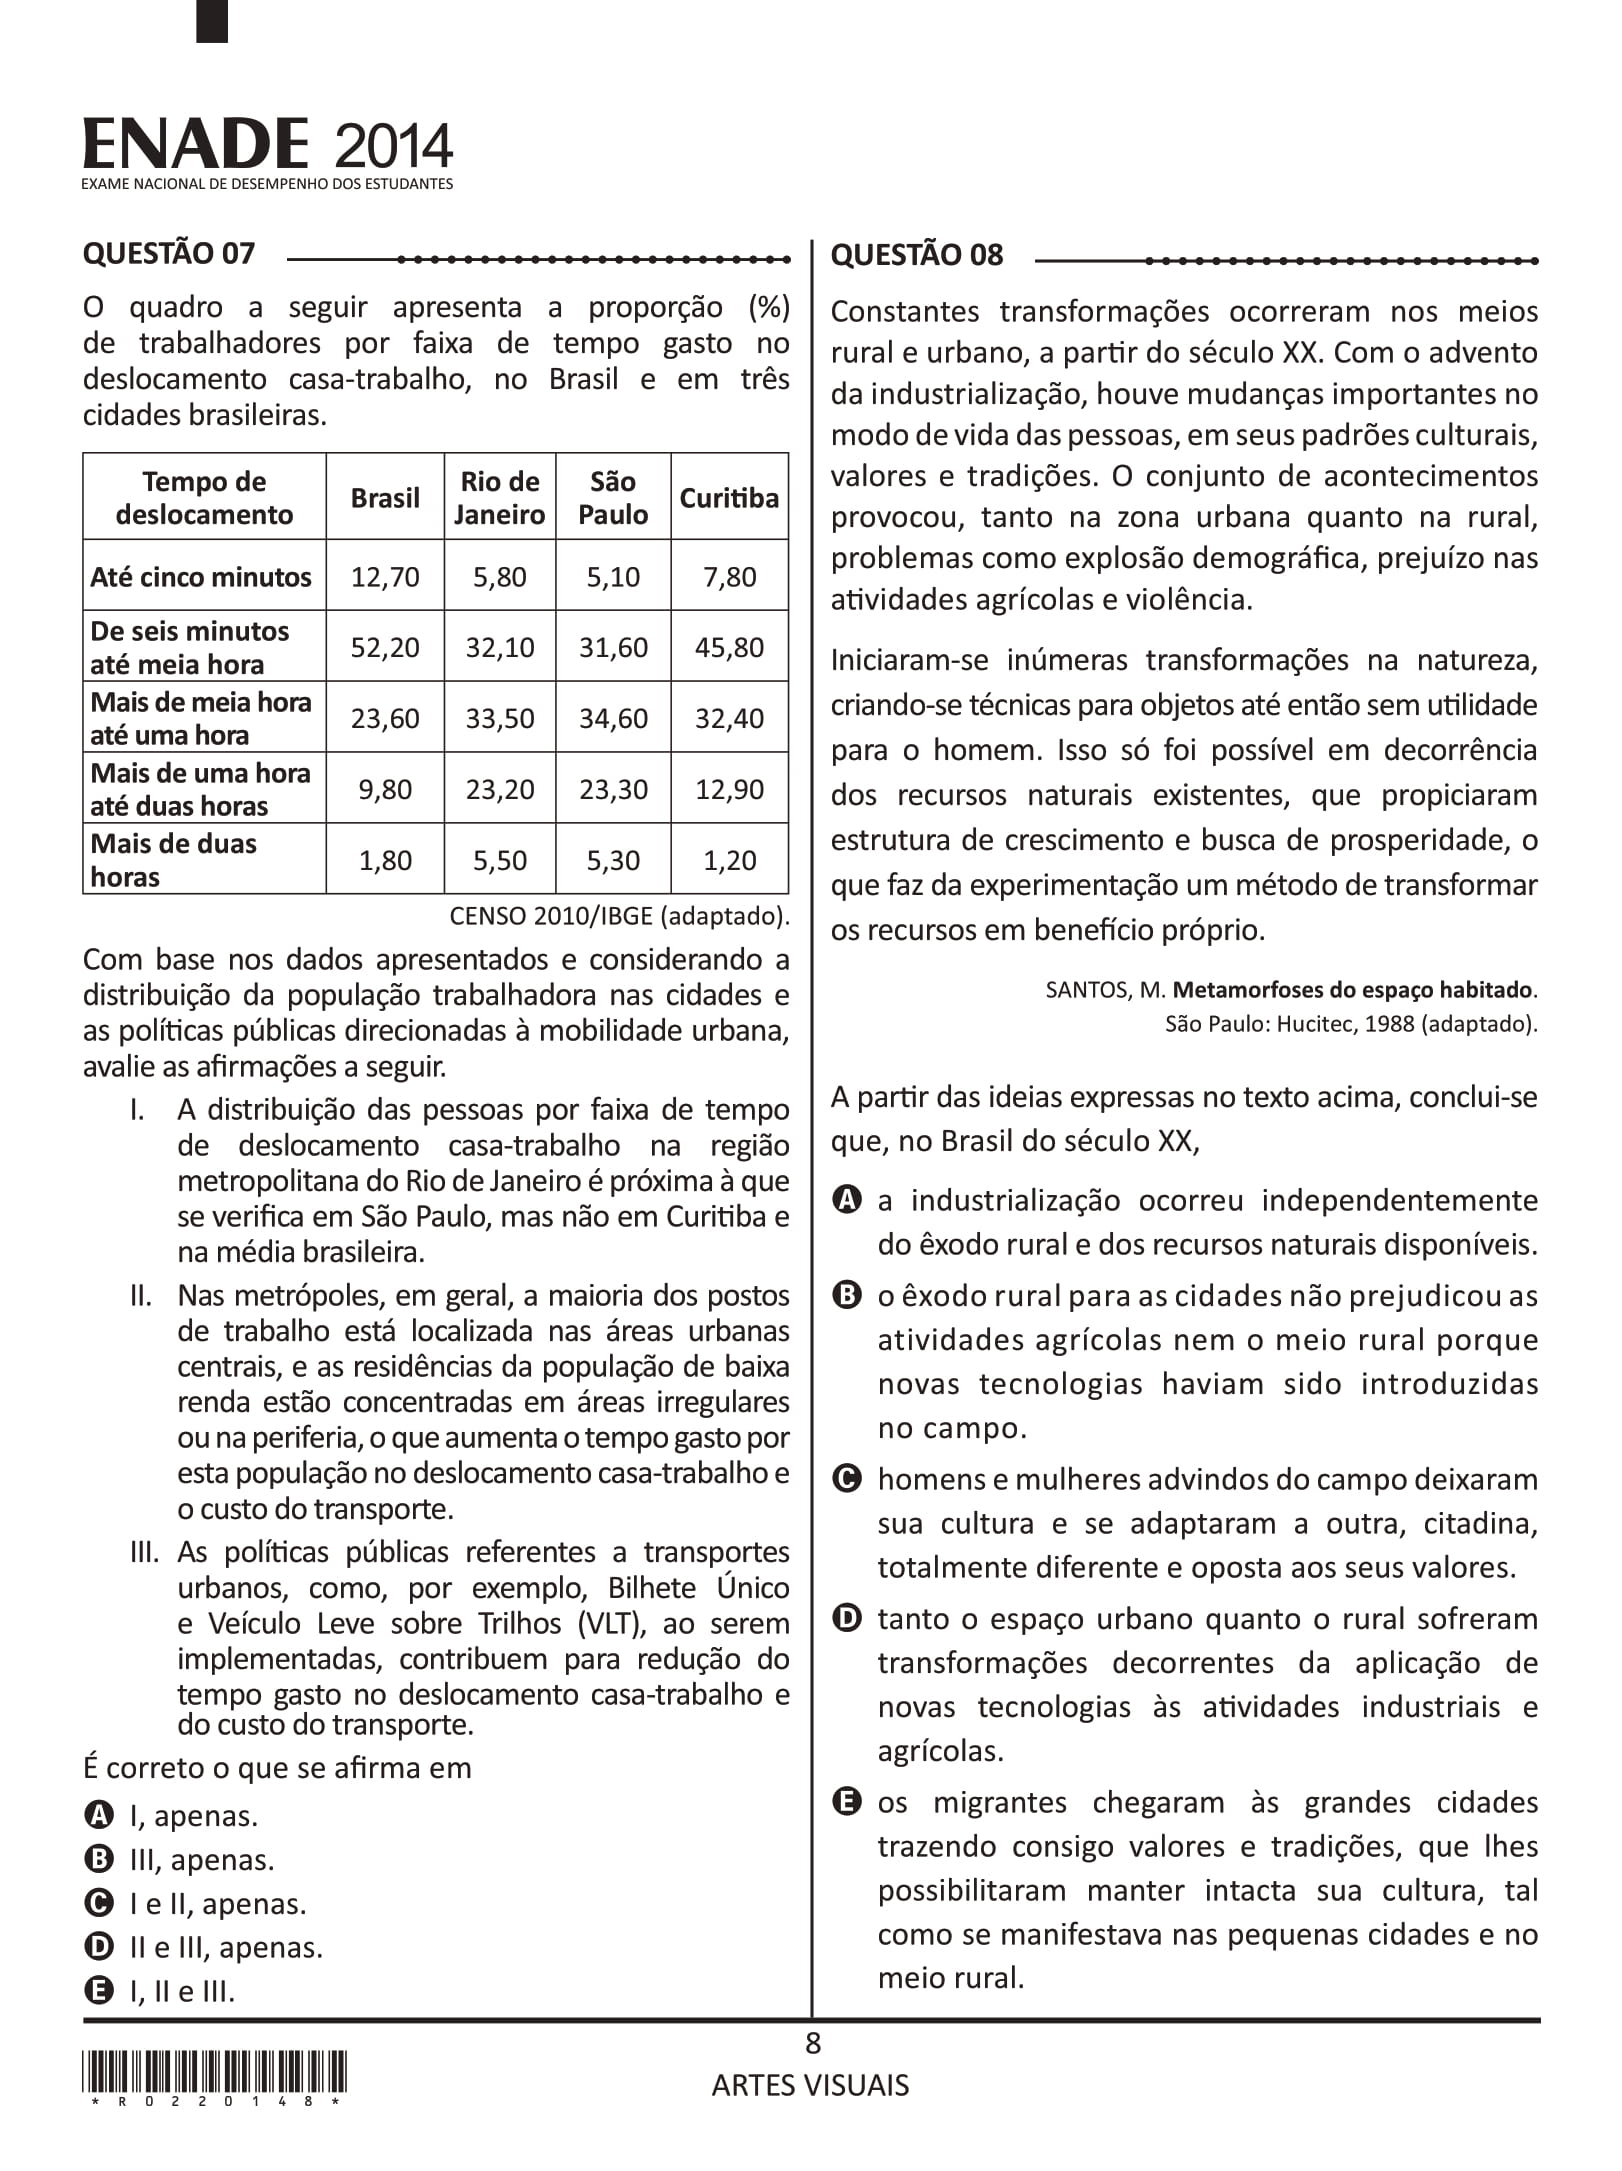 ENADE 2014
EXAME NACIONAL DE DESEMPENHO DOS ESTUDANTES
QUESTÃO 07
O quadro a seguir apresenta a proporção (%)
de trabalhadores por faixa de tempo gasto no
deslocamento casa-trabalho, no Brasil e em três
cidades brasileiras.
Tempo de deslocamento Brasil Rio de Janeiro São Paulo Curitiba
Até cinco minutos 12,70 5,80 5,10 7,80
De seis minutos até meia hora 52,20 32,10 31,60 45,80
Mais de meia hora até uma hora 23,60 33,50 34,60 32,40
Mais de uma hora até duas horas 9,80 23,20 23,30 12,90
Mais de duas horas 1,80 5,50 5,30 1,20
CENSO 2010/IBGE (adaptado).
Com base nos dados apresentados e considerando a
distribuição da população trabalhadora nas cidades e
as políticas públicas direcionadas à mobilidade urbana,
avalie as afirmações a seguir.
I. A distribuição das pessoas por faixa de tempo
de deslocamento casa-trabalho na região
metropolitana do Rio de Janeiro é próxima à que
se verifica em São Paulo, mas não em Curitiba e
na média brasileira.
II. Nas metrópoles, em geral, a maioria dos postos
de trabalho está localizada nas áreas urbanas
centrais, e as residências da população de baixa
renda estão concentradas em áreas irregulares
ou na periferia, o que aumenta o tempo gasto por
esta população no deslocamento casa-trabalho e
o custo do transporte.
III. As políticas públicas referentes a transportes
urbanos, como, por exemplo, Bilhete Único
e Veículo Leve sobre Trilhos (VLT), ao serem
implementadas, contribuem para redução do
tempo gasto no deslocamento casa-trabalho e
do custo do transporte.
É correto o que se afirma em
A I, apenas.
B III, apenas.
C I e II, apenas.
D II e III, apenas.
E I, II e III.
QUESTÃO 08
Constantes transformações ocorreram nos meios
rural e urbano, a partir do século XX. Com o advento
da industrialização, houve mudanças importantes no
modo de vida das pessoas, em seus padrões culturais,
valores e tradições. O conjunto de acontecimentos
provocou, tanto na zona urbana quanto na rural,
problemas como explosão demográfica, prejuízo nas
atividades agrícolas e violência.
Iniciaram-se inúmeras transformações na natureza,
criando-se técnicas para objetos até então sem utilidade
para o homem. Isso só foi possível em decorrência
dos recursos naturais existentes, que propiciaram
estrutura de crescimento e busca de prosperidade, o
que faz da experimentação um método de transformar
os recursos em benefício próprio.
SANTOS, M. Metamorfoses do espaço habitado.
São Paulo: Hucitec, 1988 (adaptado).
A partir das ideias expressas no texto acima, conclui-se
que, no Brasil do século XX,
A a industrialização ocorreu independentemente
do êxodo rural e dos recursos naturais disponíveis.
B o êxodo rural para as cidades não prejudicou as
atividades agrícolas nem o meio rural porque
novas tecnologias haviam sido introduzidas
no campo.
C homens e mulheres advindos do campo deixaram
sua cultura e se adaptaram a outra, citadina,
totalmente diferente e oposta aos seus valores.
D tanto o espaço urbano quanto o rural sofreram
transformações decorrentes da aplicação de
novas tecnologias às atividades industriais e
agrícolas.
E os migrantes chegaram às grandes cidades
trazendo consigo valores e tradições, que lhes
possibilitaram manter intacta sua cultura, tal
como se manifestava nas pequenas cidades e no
meio rural.
8
ARTES VISUAIS
*R0220148*